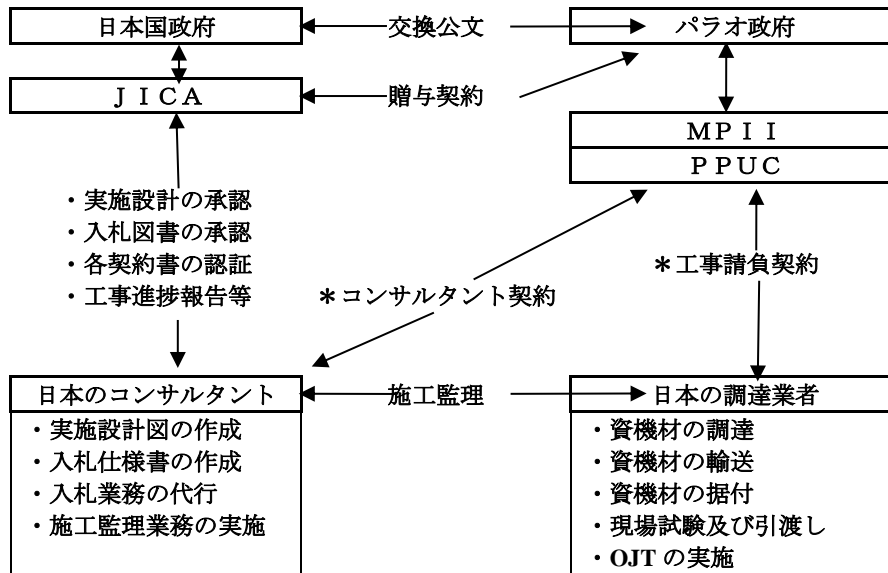 日本国政府
交換公文
パラオ政府
ＪＩＣＡ
贈与契約
ＭＰＩＩ
ＰＰＵＣ
・実施設計の承認
・入札図書の承認
・各契約書の認証
・工事進捗報告等
＊コンサルタント契約
＊工事請負契約
日本のコンサルタント
施工監理
日本の調達業者
・実施設計図の作成
・入札仕様書の作成
・入札業務の代行
・施工監理業務の実施
・資機材の調達
・資機材の輸送
・資機材の据付
・現場試験及び引渡し
・OJT の実施